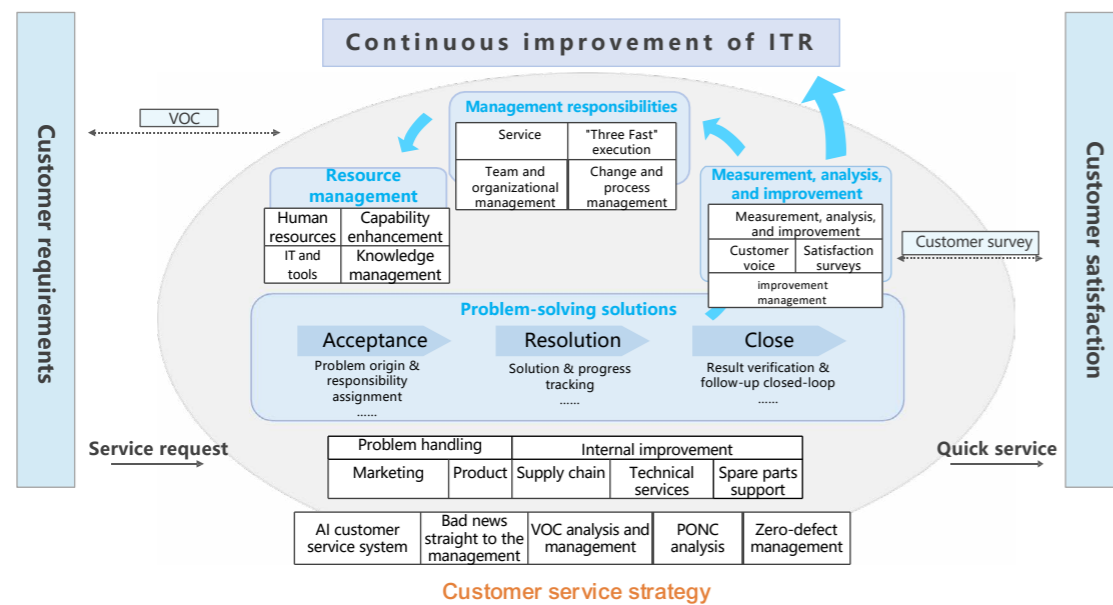 Continuous improvement of ITR
Customer requirements
VOC
Management responsibilities
Service
"Three Fast"
execution
Team and
organizational
management
Change and
process
management
Resource
management
Human
resources
Capability
enhancement
IT and
tools
Knowledge
management
Measurement, analysis,
and improvement
Measurement, analysis,
and improvement
Customer
voice
Satisfaction
surveys
improvement
management
Customer survey
Customer satisfaction
Problem-solving solutions
Acceptance
Problem origin &
responsibility
assignment
......
Resolution
Solution & progress
tracking
......
Close
Result verification &
follow-up closed-loop
......
Service request
Quick service
Problem handling
Internal improvement
Marketing
Product
Supply chain
Technical
services
Spare parts
support
AI customer
service system
Bad news
straight to the
management
VOC analysis and
management
PONC
analysis
Zero-defect
management
Customer service strategy